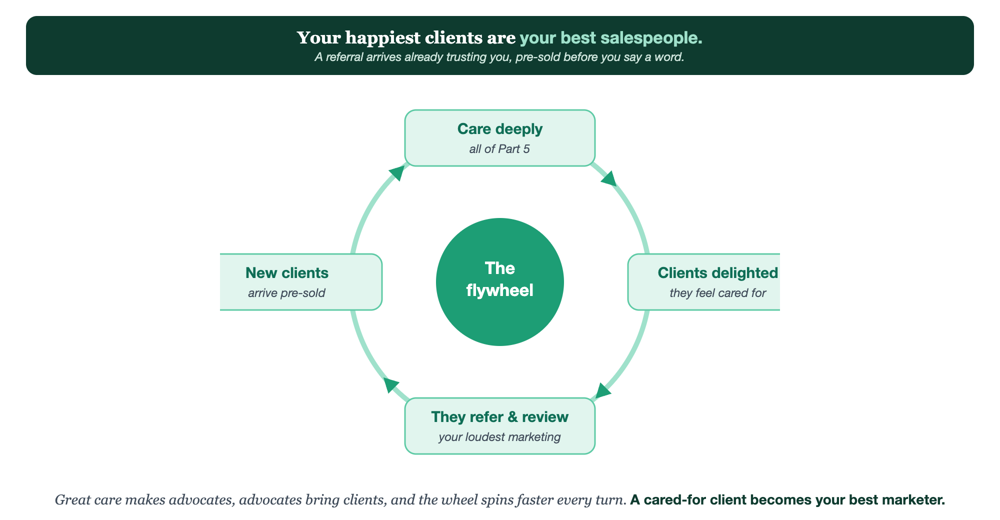 Your happiest clients are your best salespeople.
A referral arrives already trusting you, pre-sold before you say a word.
Care deeply
all of Part 5
New clients
arrive pre-sold
The
flywheel
Clients delighted
they feel cared for
They refer & review
your loudest marketing
Great care makes advocates, advocates bring clients, and the wheel spins faster every turn. A cared-for client becomes your best marketer.